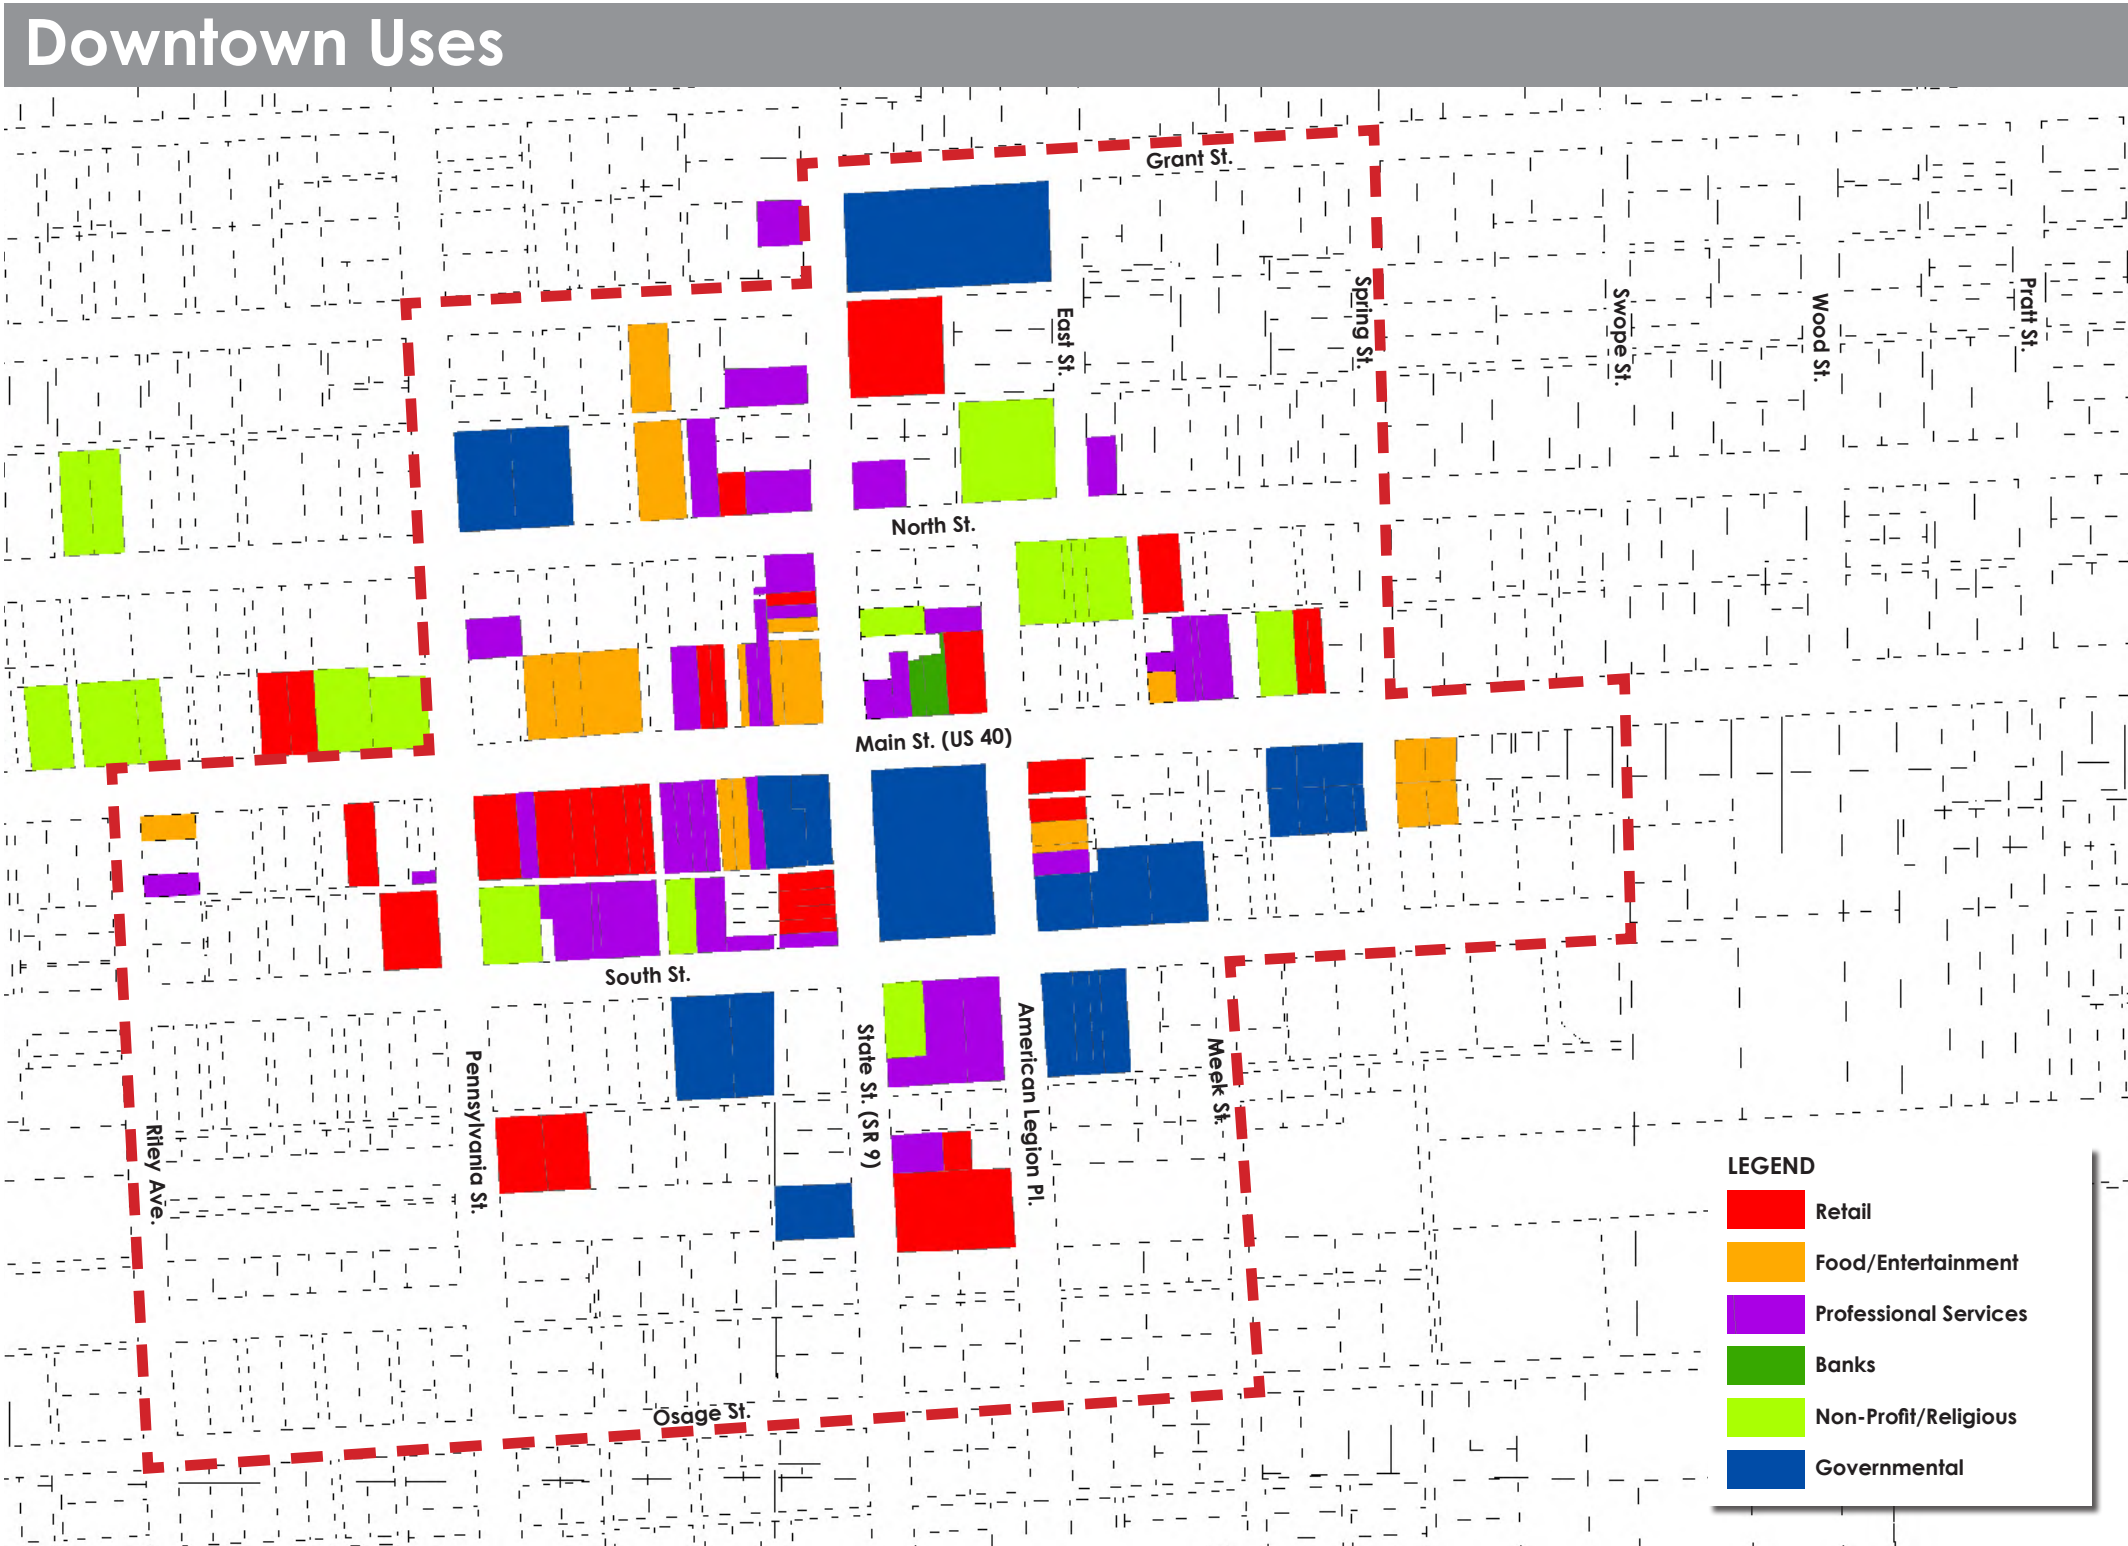 Downtown Uses
Grant St.
Spring St.
Swope St.
Wood St.
Pratt St.
East St.
North St.
Main St. (US 40)
South St.
State St. (SR 9)
American Legion Pl.
Meek St.
Pennsylvania St.
Riley Ave.
Osage St.
LEGEND
Retail
Food/Entertainment
Professional Services
Banks
Non-Profit/Religious
Governmental